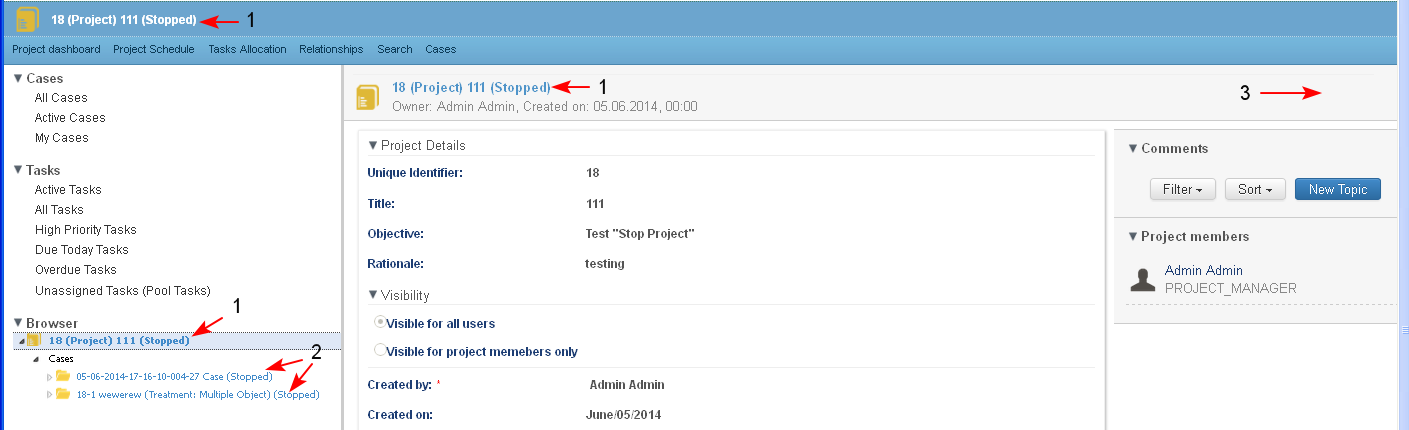 18 (Project) 111 (Stopped) 1
Project dashboard Project Schedule Tasks Allocation Relationships Search Cases
Cases
All Cases
Active Cases
My Cases
Tasks
Active Tasks
All Tasks
High Priority Tasks
Due Today Tasks
Overdue Tasks
Unassigned Tasks (Pool Tasks)
1
Browser
18 (Project) 111 (Stopped)
Cases
2
05-06-2014-17-16-10-004-27 Case (Stopped)
18-1 wewerew (Treatment: Multiple Object) (Stopped)
18 (Project) 111 (Stopped) 1
Owner: Admin Admin, Created on: 05.06.2014, 00:00
3
Project Details
Unique Identifier: 18
Title: 111
Objective: Test "Stop Project"
Rationale: testing
Visibility
Visible for all users
Visible for project memebers only
Created by: * Admin Admin
Created on: June/05/2014
Comments
Filter Sort New Topic
Project members
Admin Admin
PROJECT_MANAGER